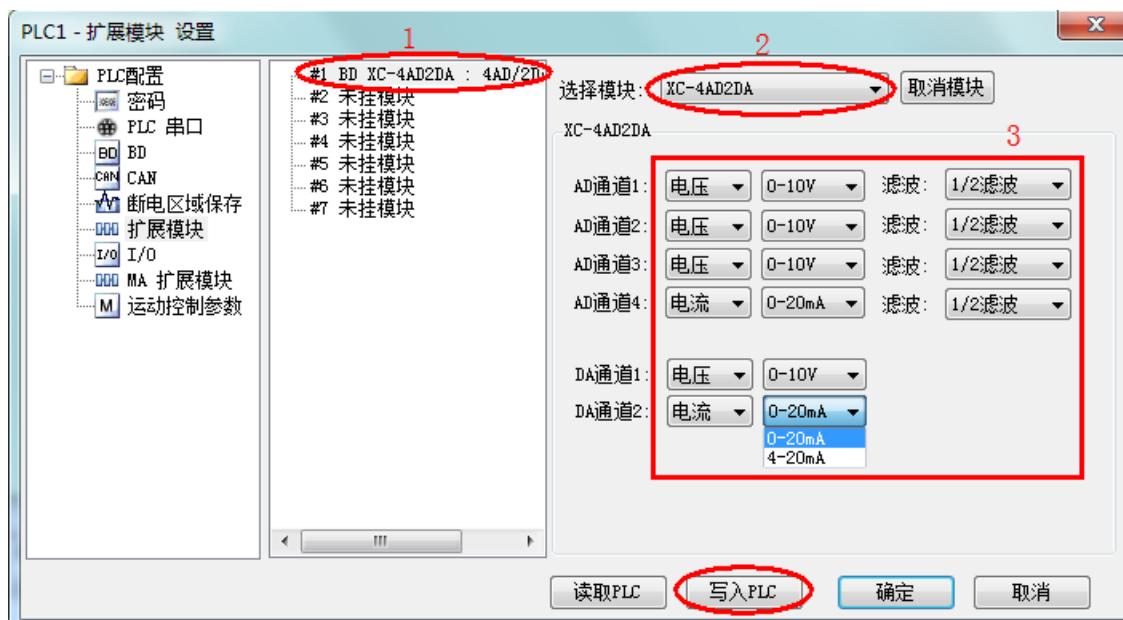 PLC1 - 扩展模块 设置
1
2
3
PLC配置
密码
PLC 串口
BD BD
CAN CAN
断电区域保存
扩展模块
I/O I/O
MA 扩展模块
M 运动控制参数
#1 BD XC-4AD2DA : 4AD/2D
#2 未挂模块
#3 未挂模块
#4 未挂模块
#5 未挂模块
#6 未挂模块
#7 未挂模块
选择模块: XC-4AD2DA 取消模块
XC-4AD2DA
AD通道1: 电压 0-10V 滤波: 1/2滤波
AD通道2: 电压 0-10V 滤波: 1/2滤波
AD通道3: 电压 0-10V 滤波: 1/2滤波
AD通道4: 电流 0-20mA 滤波: 1/2滤波
DA通道1: 电压 0-10V
DA通道2: 电流 0-20mA
0-20mA
4-20mA
读取PLC 写入PLC 确定 取消